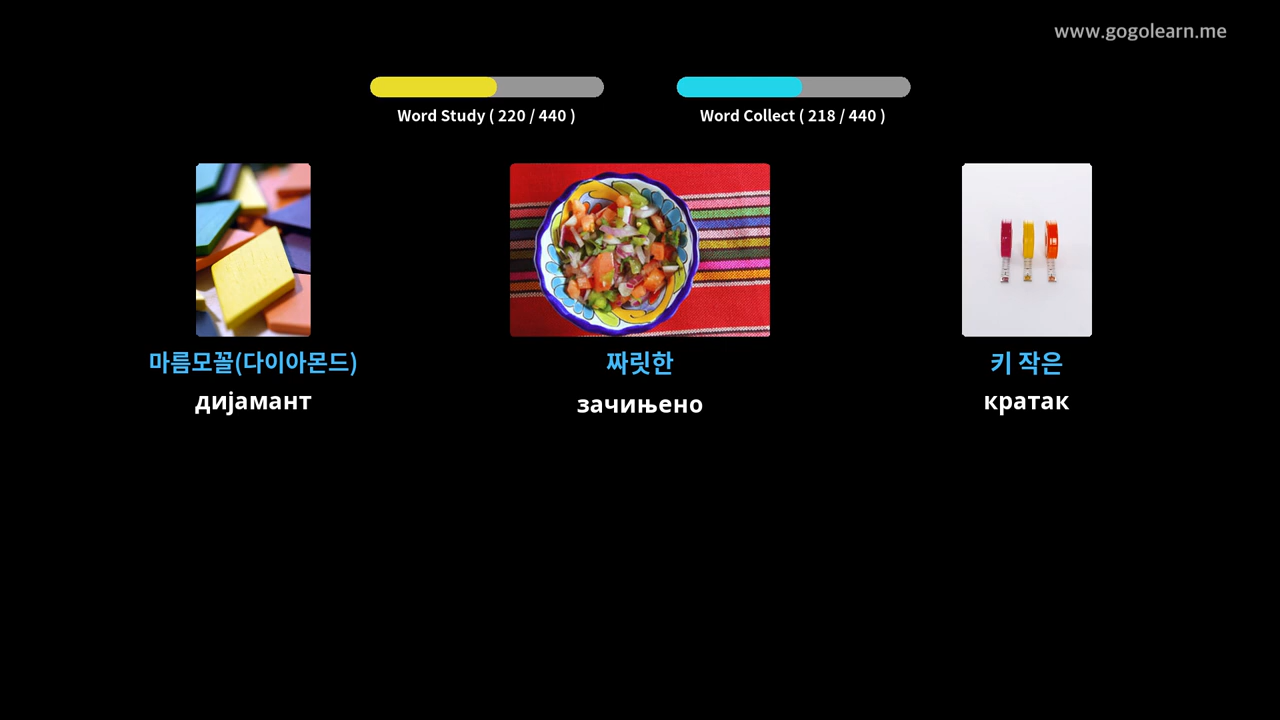 www.gogolearn.me
Word Study ( 220 / 440 )
Word Collect ( 218 / 440 )
마름모꼴(다이아몬드)
짜릿한
키 작은
дијамант
зачињено
кратак